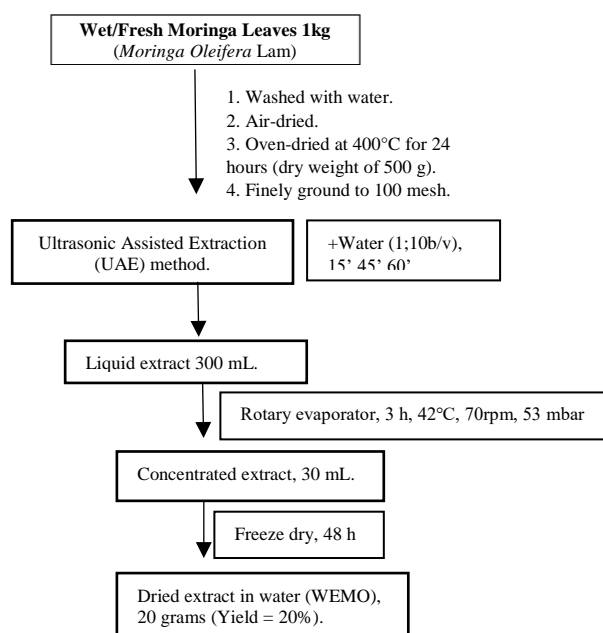 Wet/Fresh Moringa Leaves 1kg
(Moringa Oleifera Lam)
1. Washed with water.
2. Air-dried.
3. Oven-dried at 400°C for 24
hours (dry weight of 500 g).
4. Finely ground to 100 mesh.
Ultrasonic Assisted Extraction
(UAE) method.
+Water (1;10b/v),
15’ 45’ 60’
Liquid extract 300 mL.
Rotary evaporator, 3 h, 42°C, 70rpm, 53 mbar
Concentrated extract, 30 mL.
Freeze dry, 48 h
Dried extract in water (WEMO),
20 grams (Yield = 20%).